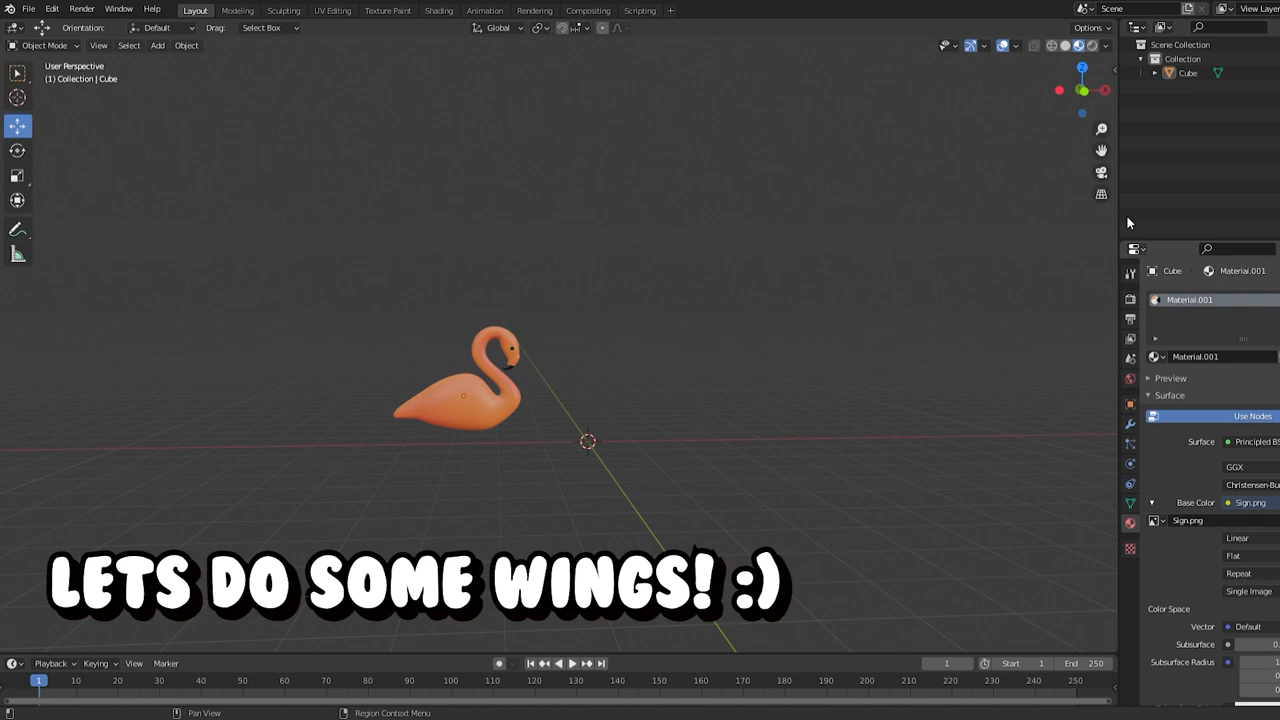 File Edit Render Window Help Layout Modeling Sculpting UV Editing Texture Paint Shading Animation Rendering Compositing Scripting + Scene View Layer
Orientation: Default Drag: Select Box Global Options
Object Mode View Select Add Object
User Perspective
(1) Collection | Cube
Z
X
Scene Collection
Collection
Cube
Cube Material.001
Material.001
Material.001
Preview
Surface
Use Nodes
Surface Principled BS
GGX
Christensen-Bu
Base Color Sign.png
Sign.png
Linear
Flat
Repeat
Single Image
Color Space
Vector Default
Subsurface 0.
Subsurface Radius 1
0
0
LETS DO SOME WINGS! :)
Playback Keying View Marker 1 Start 1 End 250
1 10 20 30 40 50 60 70 80 90 100 110 120 130 140 150 160 170 180 190 200 210 220 230 240 250
Pan View Region Context Menu